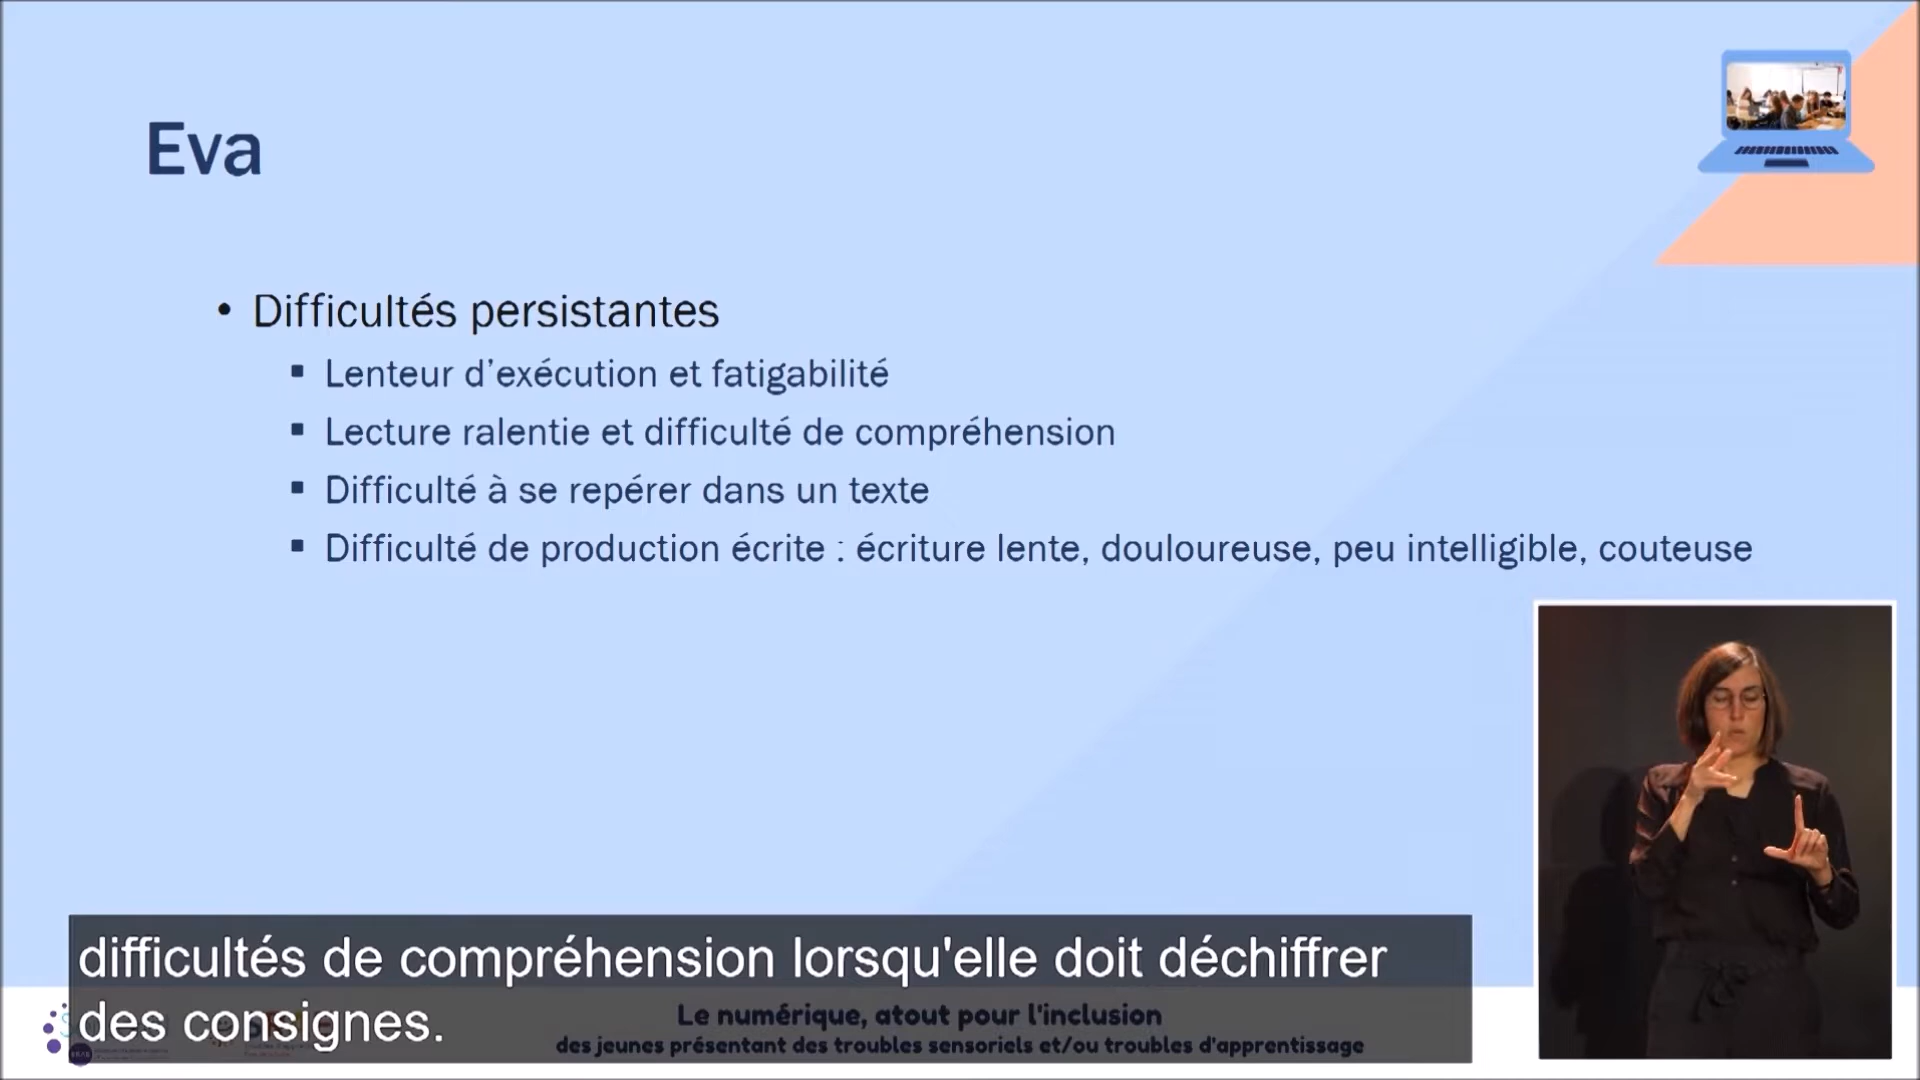 Eva
• Difficultés persistantes
▪ Lenteur d’exécution et fatigabilité
▪ Lecture ralentie et difficulté de compréhension
▪ Difficulté à se repérer dans un texte
▪ Difficulté de production écrite : écriture lente, douloureuse, peu intelligible, couteuse
difficultés de compréhension lorsqu'elle doit déchiffrer
des consignes.
Le numérique, atout pour l'inclusion
des jeunes présentant des troubles sensoriels et/ou troubles d'apprentissage